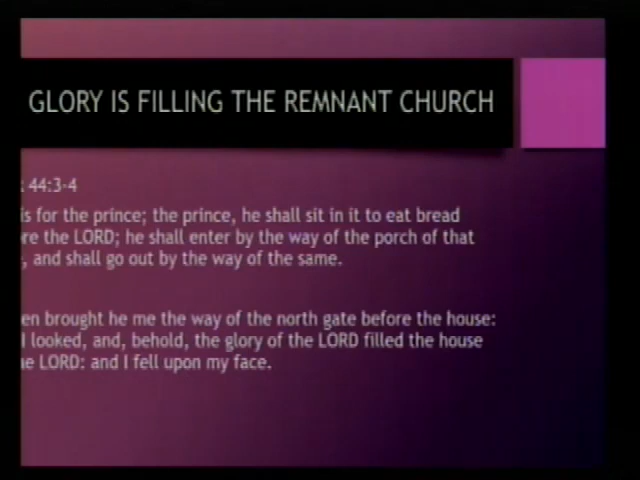 GLORY IS FILLING THE REMNANT CHURCH
44:3-4
is for the prince; the prince, he shall sit in it to eat bread
the LORD; he shall enter by the way of the porch of that
, and shall go out by the way of the same.
brought he me the way of the north gate before the house:
I looked, and, behold, the glory of the LORD filled the house
LORD: and I fell upon my face.